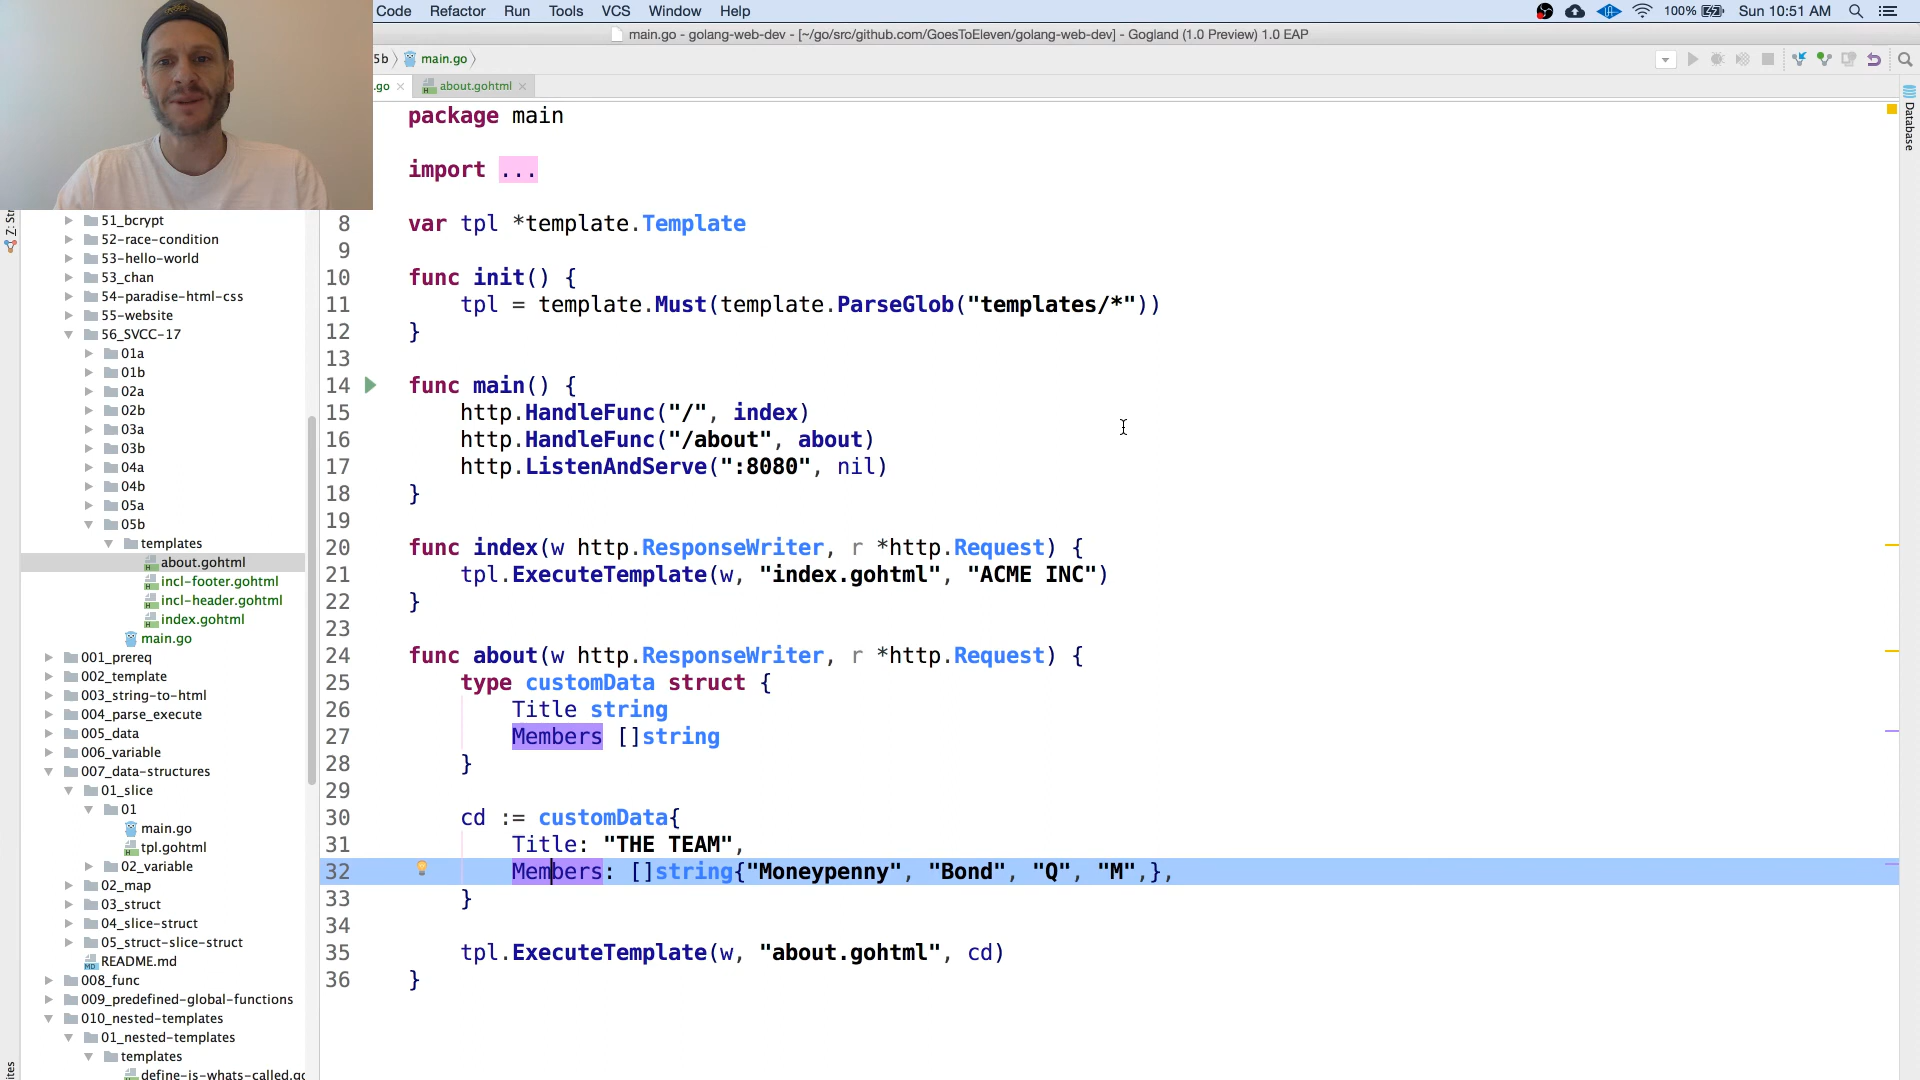 Code Refactor Run Tools VCS Window Help 100% Sun 10:51 AM
main.go - golang-web-dev - [~/go/src/github.com/GoesToEleven/golang-web-dev] - Gogland (1.0 Preview) 1.0 EAP
5b main.go
.go about.gohtml
Database
Z: Str
51_bcrypt
52-race-condition
53-hello-world
53_chan
54-paradise-html-css
55-website
56_SVCC-17
01a
01b
02a
02b
03a
03b
04a
04b
05a
05b
templates
about.gohtml
incl-footer.gohtml
incl-header.gohtml
index.gohtml
main.go
001_prereq
002_template
003_string-to-html
004_parse_execute
005_data
006_variable
007_data-structures
01_slice
01
main.go
tpl.gohtml
02_variable
02_map
03_struct
04_slice-struct
05_struct-slice-struct
README.md
008_func
009_predefined-global-functions
010_nested-templates
01_nested-templates
templates
define-is-whats-called.gc
ites
package main
import ...
8 var tpl *template.Template
9
10 func init() {
11 tpl = template.Must(template.ParseGlob("templates/*"))
12 }
13
14 func main() {
15 http.HandleFunc("/", index)
16 http.HandleFunc("/about", about)
17 http.ListenAndServe(":8080", nil)
18 }
19
20 func index(w http.ResponseWriter, r *http.Request) {
21 tpl.ExecuteTemplate(w, "index.gohtml", "ACME INC")
22 }
23
24 func about(w http.ResponseWriter, r *http.Request) {
25 type customData struct {
26 Title string
27 Members []string
28 }
29
30 cd := customData{
31 Title: "THE TEAM",
32 Members: []string{"Moneypenny", "Bond", "Q", "M",},
33 }
34
35 tpl.ExecuteTemplate(w, "about.gohtml", cd)
36 }